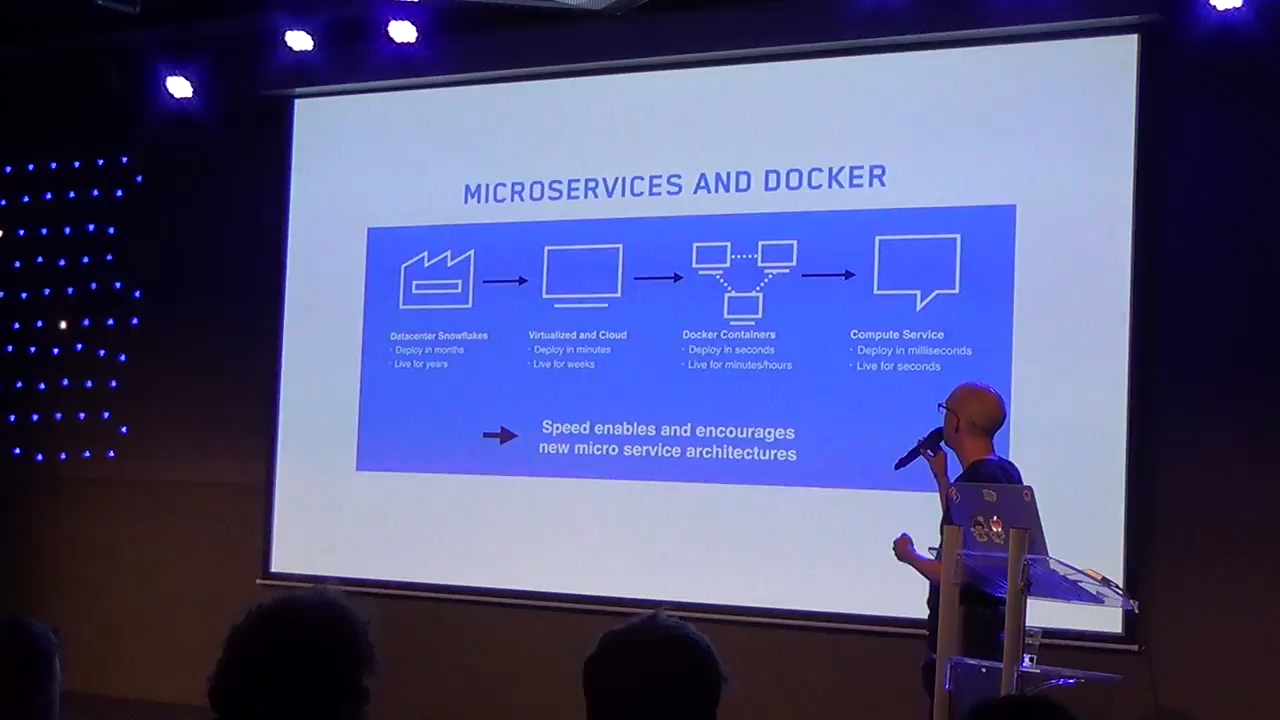 MICROSERVICES AND DOCKER
Datacenter Snowflakes
· Deploy in months
· Live for years
Virtualized and Cloud
· Deploy in minutes
· Live for weeks
Docker Containers
· Deploy in seconds
· Live for minutes/hours
Compute Service
· Deploy in milliseconds
· Live for seconds
Speed enables and encourages
new micro service architectures